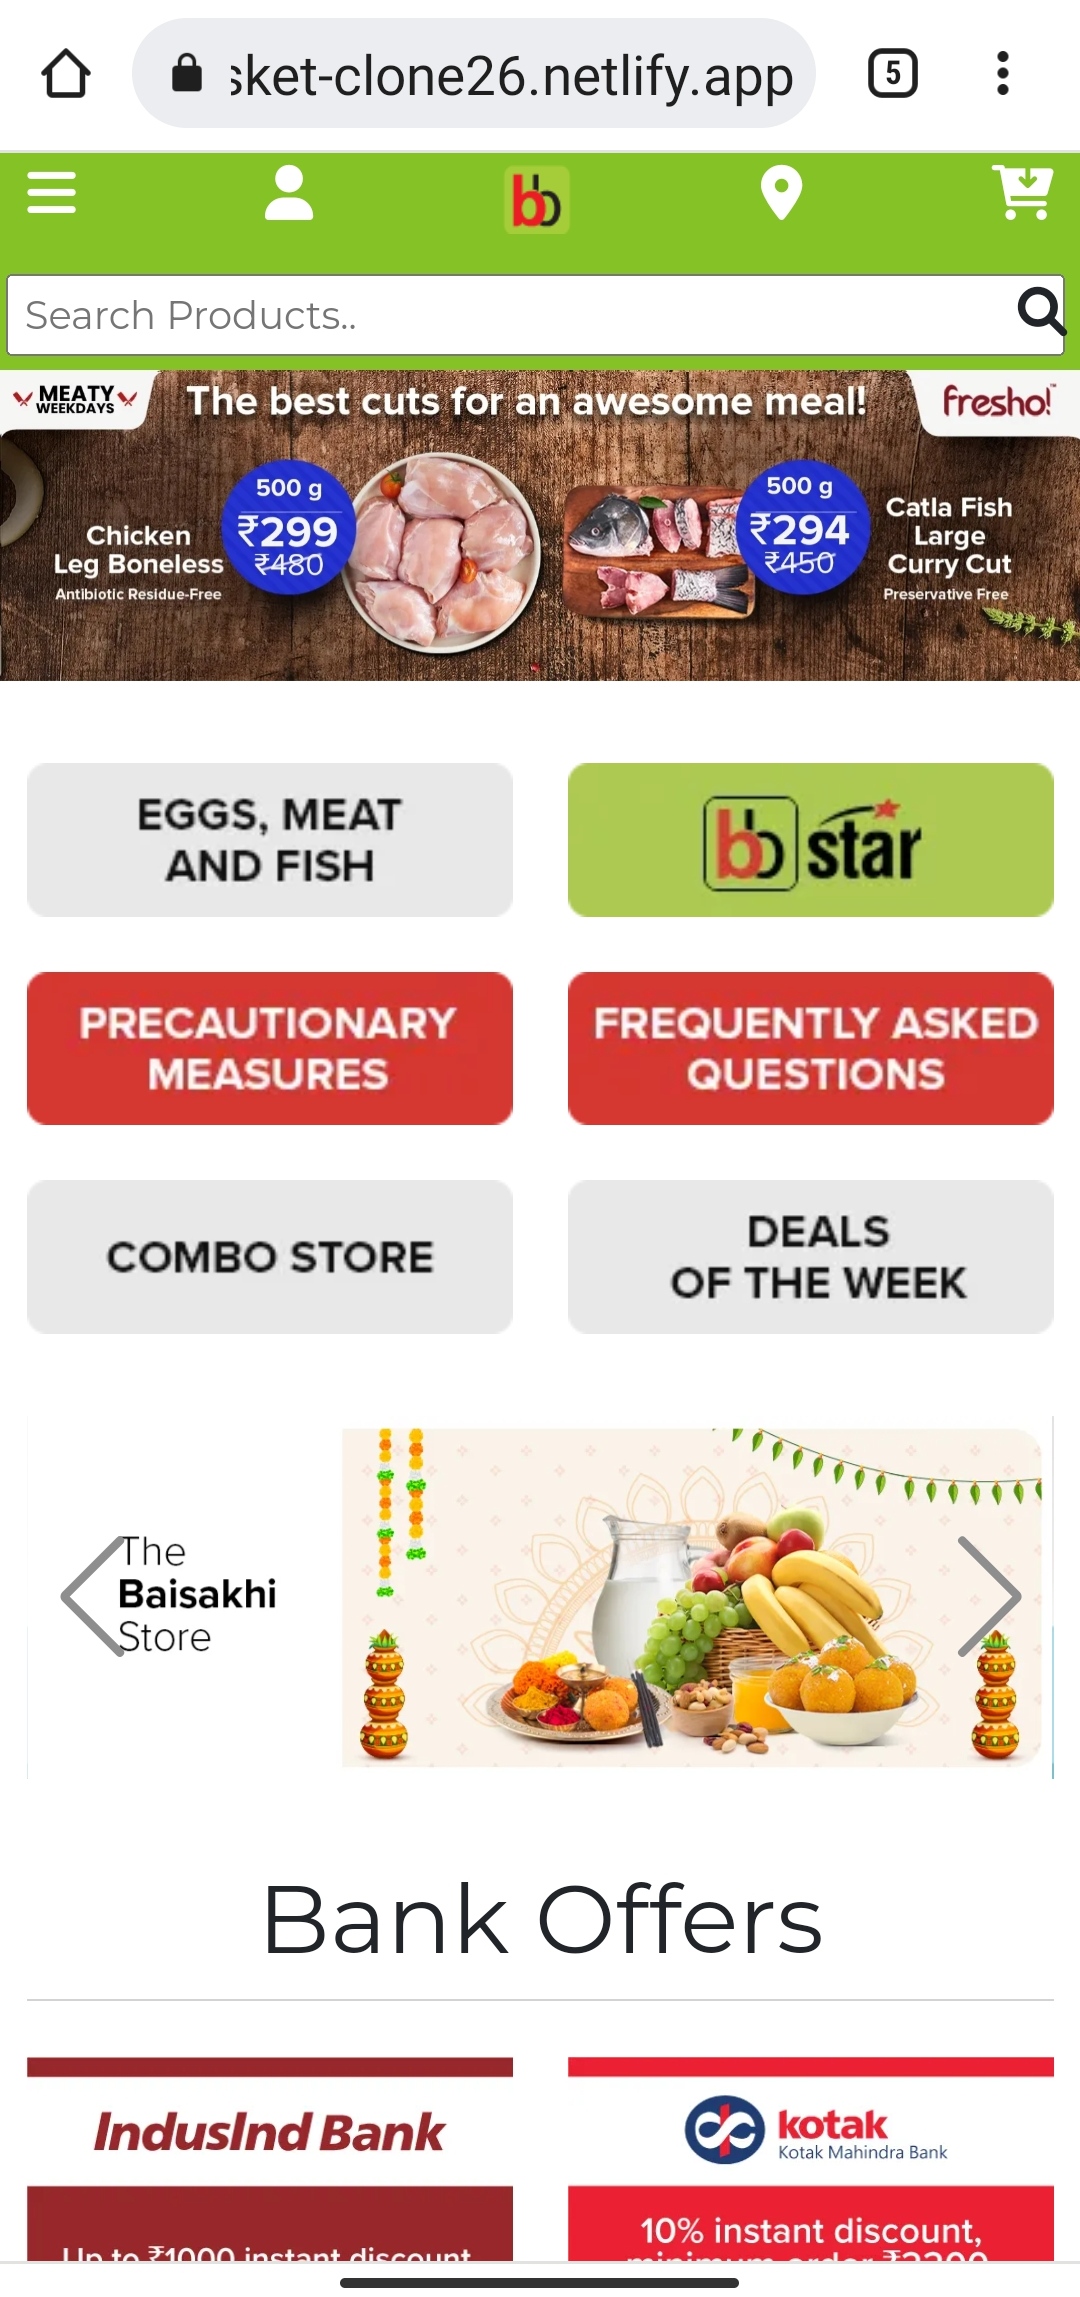 sket-clone26.netlify.app
5
bb
Search Products..
MEATY
WEEKDAYS
The best cuts for an awesome meal!
fresho!
Chicken
Leg Boneless
Antibiotic Residue-Free
500 g
₹299
₹480
500 g
₹294
₹450
Catla Fish
Large
Curry Cut
Preservative Free
EGGS, MEAT
AND FISH
bb star
PRECAUTIONARY
MEASURES
FREQUENTLY ASKED
QUESTIONS
COMBO STORE
DEALS
OF THE WEEK
The
Baisakhi
Store
Bank Offers
IndusInd Bank
kotak
Kotak Mahindra Bank
Up to ₹1000 instant discount
10% instant discount,
minimum order ₹2200